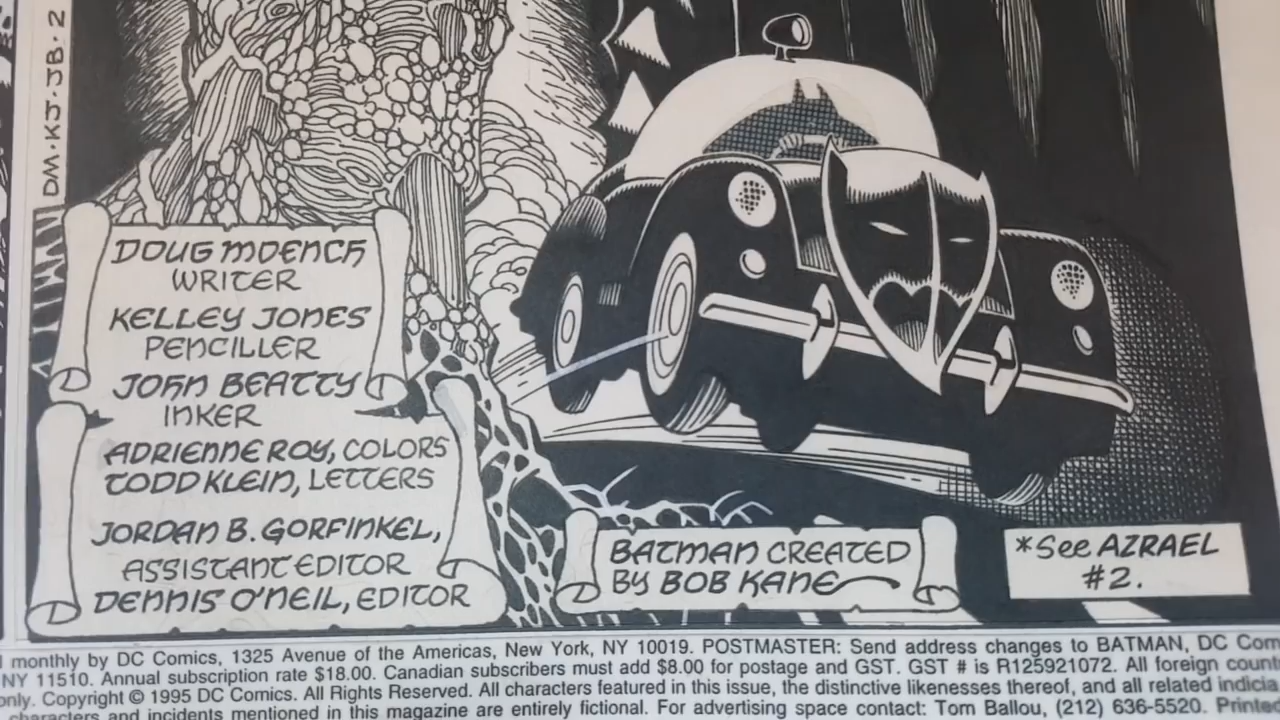 DM·KJ·JB·2
DOUG MOENCH
WRITER
KELLEY JONES
PENCILLER
JOHN BEATTY
INKER
ADRIENNE ROY, COLORS
TODD KLEIN, LETTERS
JORDAN B. GORFINKEL,
ASSISTANT EDITOR
DENNIS O'NEIL, EDITOR
BATMAN CREATED
BY BOB KANE
*See AZRAEL
#2.
monthly by DC Comics, 1325 Avenue of the Americas, New York, NY 10019. POSTMASTER: Send address changes to BATMAN, DC Com
NY 11510. Annual subscription rate $18.00. Canadian subscribers must add $8.00 for postage and GST. GST # is R125921072. All foreign count
only. Copyright © 1995 DC Comics. All Rights Reserved. All characters featured in this issue, the distinctive likenesses thereof, and all related indicia
characters and incidents mentioned in this magazine are entirely fictional. For advertising space contact: Tom Ballou, (212) 636-5520. Printed